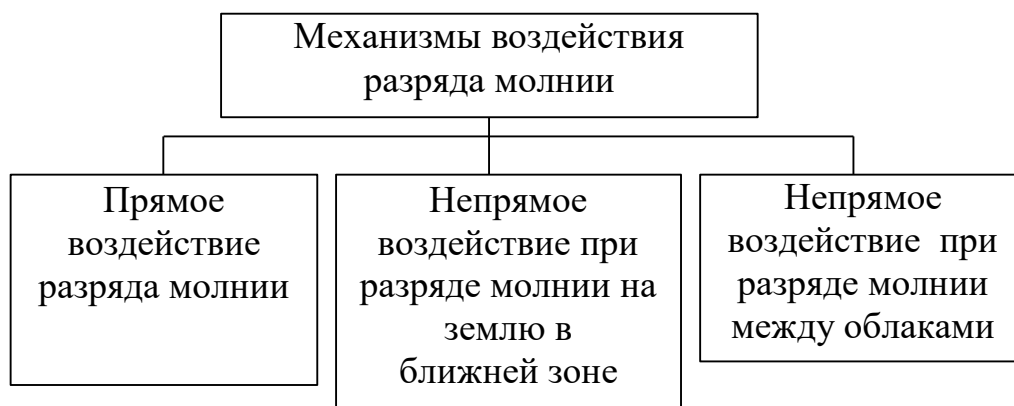 Механизмы воздействия
разряда молнии
Прямое
воздействие
разряда молнии
Непрямое
воздействие при
разряде молнии на
землю в
ближней зоне
Непрямое
воздействие при
разряде молнии
между облаками